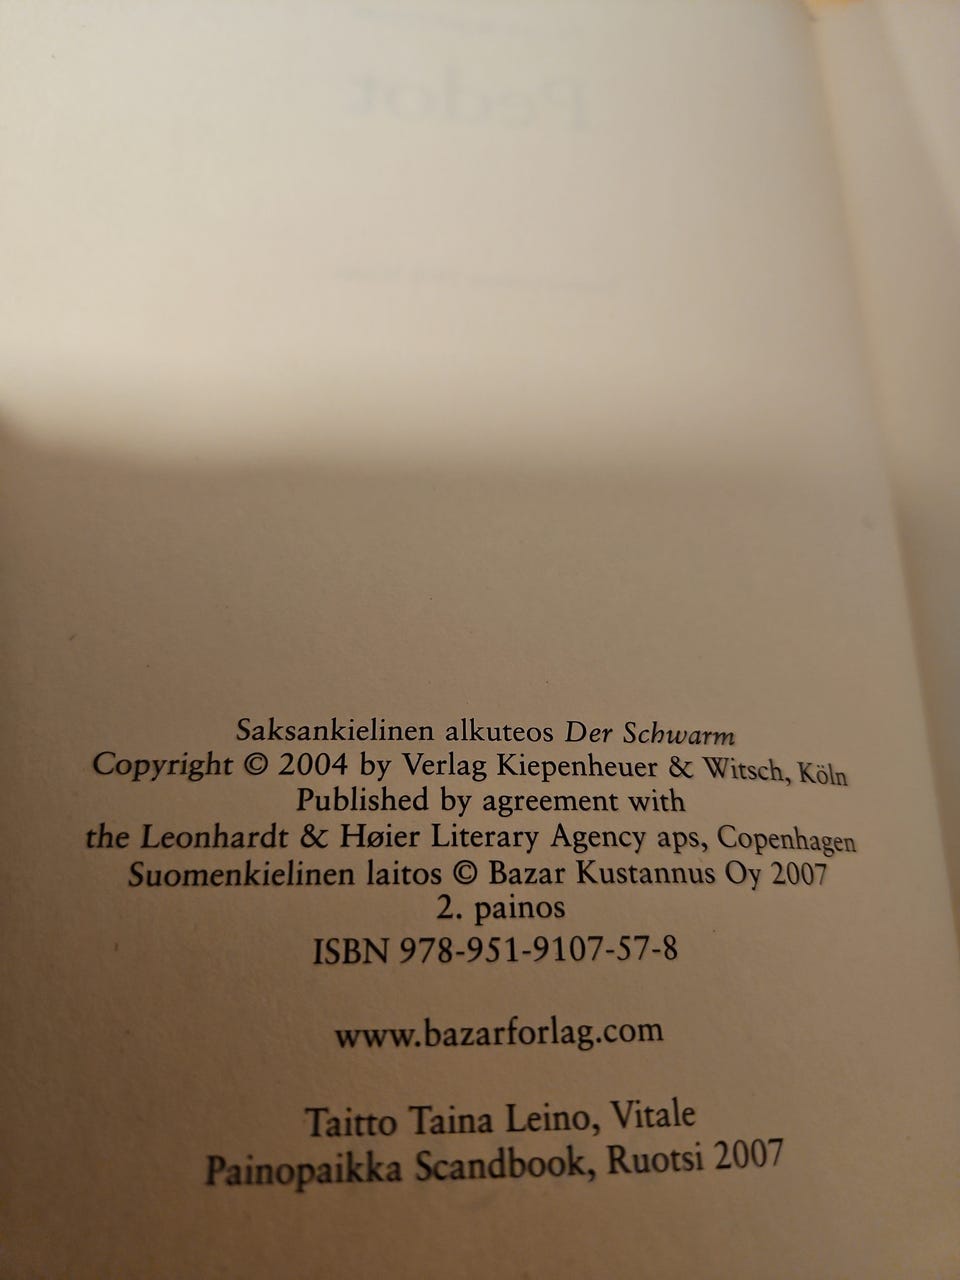 Pedot
Saksankielinen alkuteos Der Schwarm
Copyright © 2004 by Verlag Kiepenheuer & Witsch, Köln
Published by agreement with
the Leonhardt & Høier Literary Agency aps, Copenhagen
Suomenkielinen laitos © Bazar Kustannus Oy 2007
2. painos
ISBN 978-951-9107-57-8
www.bazarforlag.com
Taitto Taina Leino, Vitale
Painopaikka Scandbook, Ruotsi 2007